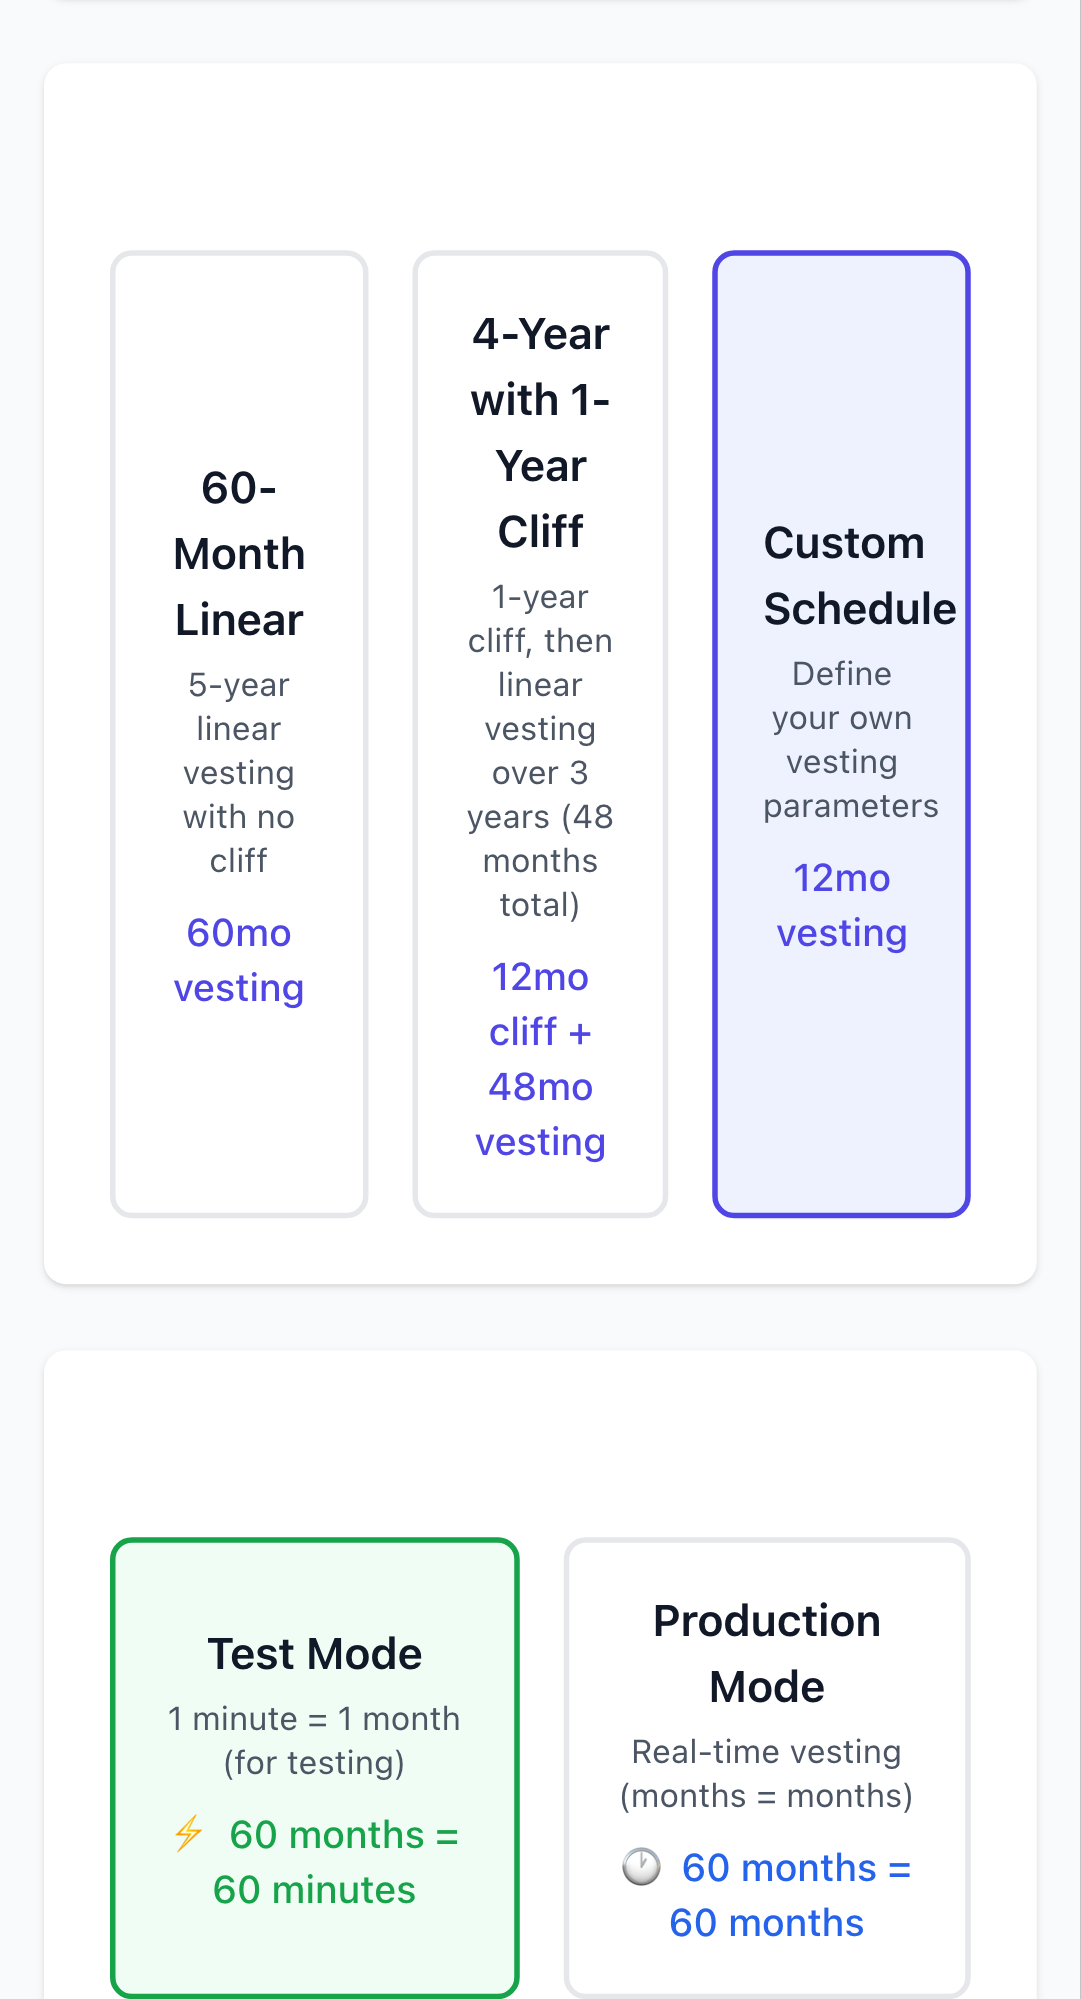 60-
Month
Linear
5-year
linear
vesting
with no
cliff
60mo
vesting
4-Year
with 1-
Year
Cliff
1-year
cliff, then
linear
vesting
over 3
years (48
months
total)
12mo
cliff +
48mo
vesting
Custom
Schedule
Define
your own
vesting
parameters
12mo
vesting
Test Mode
1 minute = 1 month
(for testing)
⚡ 60 months =
60 minutes
Production
Mode
Real-time vesting
(months = months)
🕐 60 months =
60 months